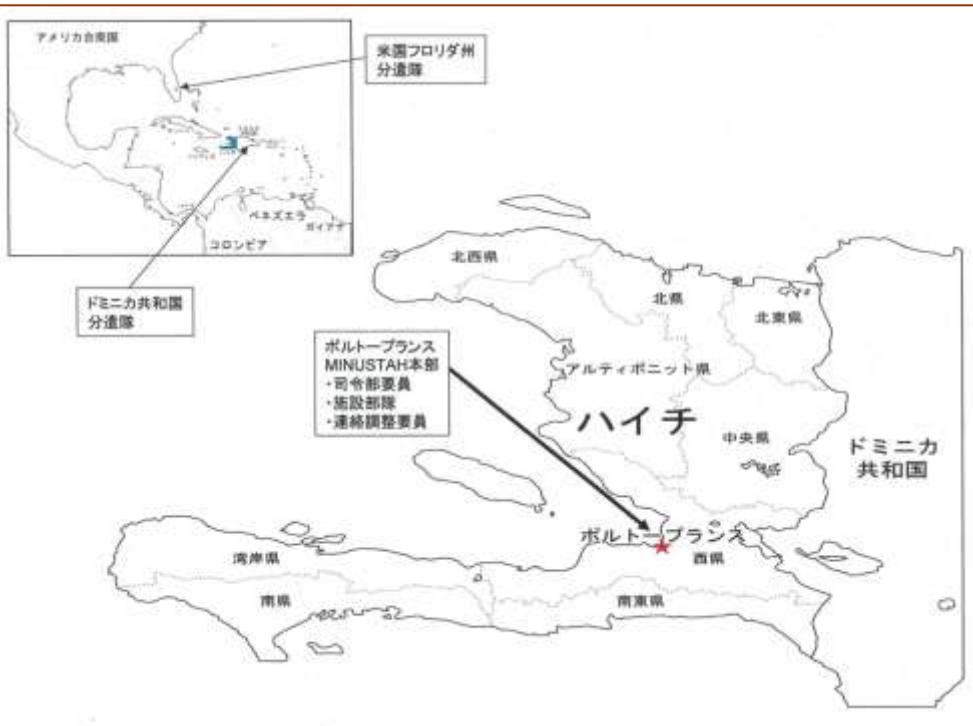 アメリカ合衆国
米国フロリダ州
分遣隊
ベネズエラ
ガイアナ
コロンビア
ドミニカ共和国
分遣隊
北西県
北県
北東県
ポルトープランス
MINUSTAH本部
・司令部要員
・施設部隊
・連絡調整要員
アルティボニット県
ハイチ
中央県
ドミニカ
共和国
ポルトープランス
西県
湾岸県
南県
南東県